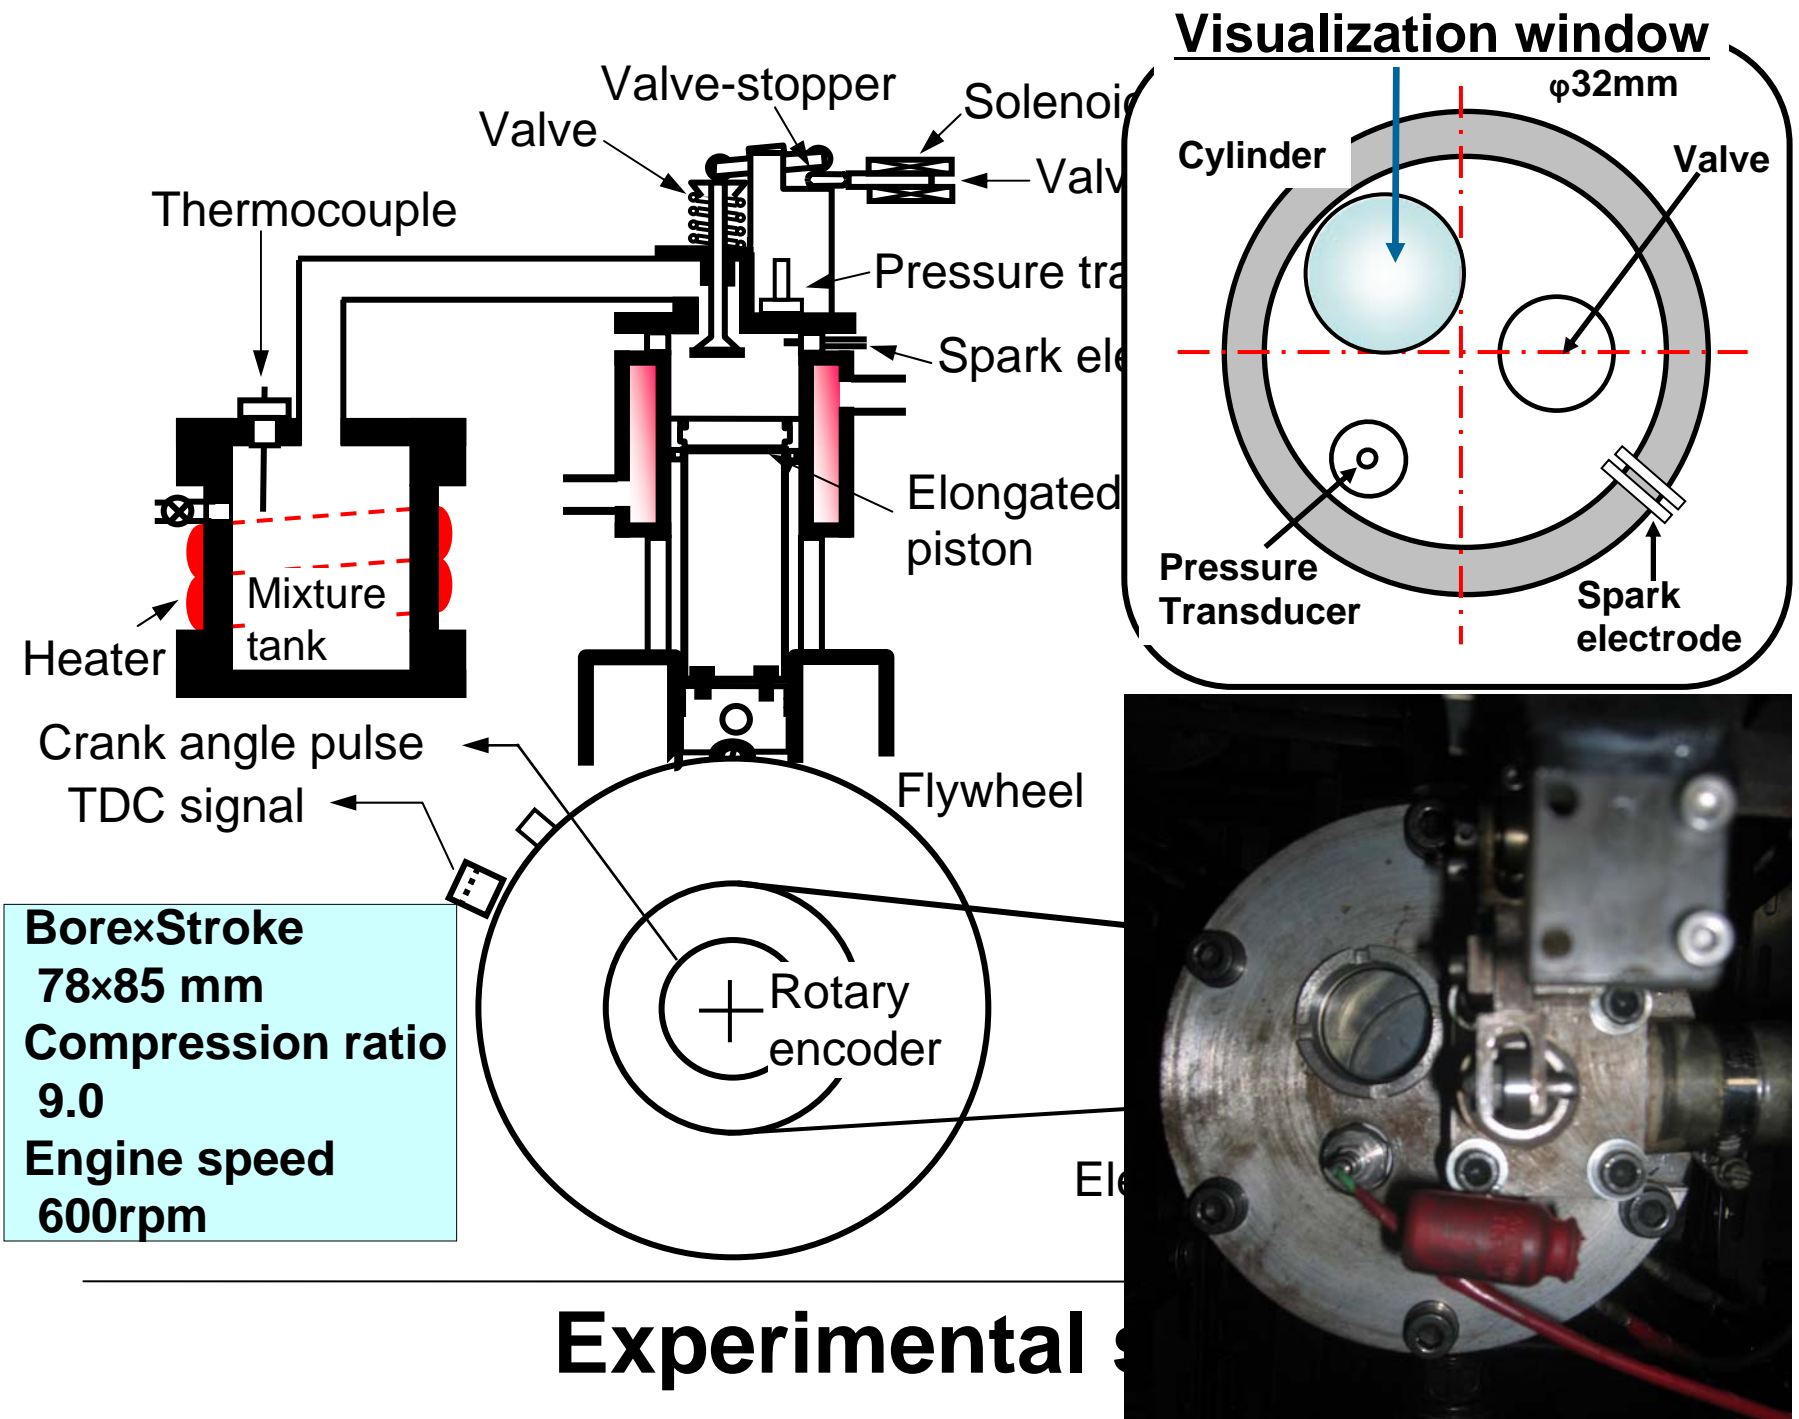 Visualization window
φ32mm
Valve-stopper
Valve
Cylinder
Valve
Thermocouple
Pressure
Spark
Elongated
piston
Pressure
Transducer
Spark
electrode
Mixture
tank
Heater
Crank angle pulse
TDC signal
Flywheel
Rotary
encoder
Bore×Stroke
78×85 mm
Compression ratio
9.0
Engine speed
600rpm
Experimental